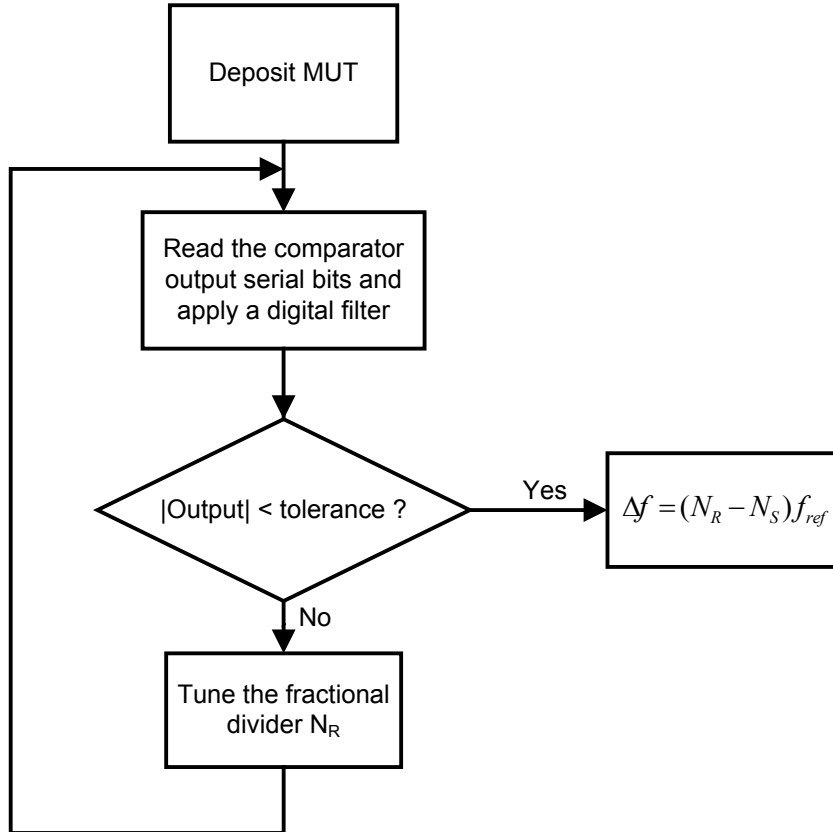 Deposit MUT
Read the comparator
output serial bits and
apply a digital filter
|Output| < tolerance ?
Yes
Δf = (N_R − N_S) f_ref
No
Tune the fractional
divider N_R